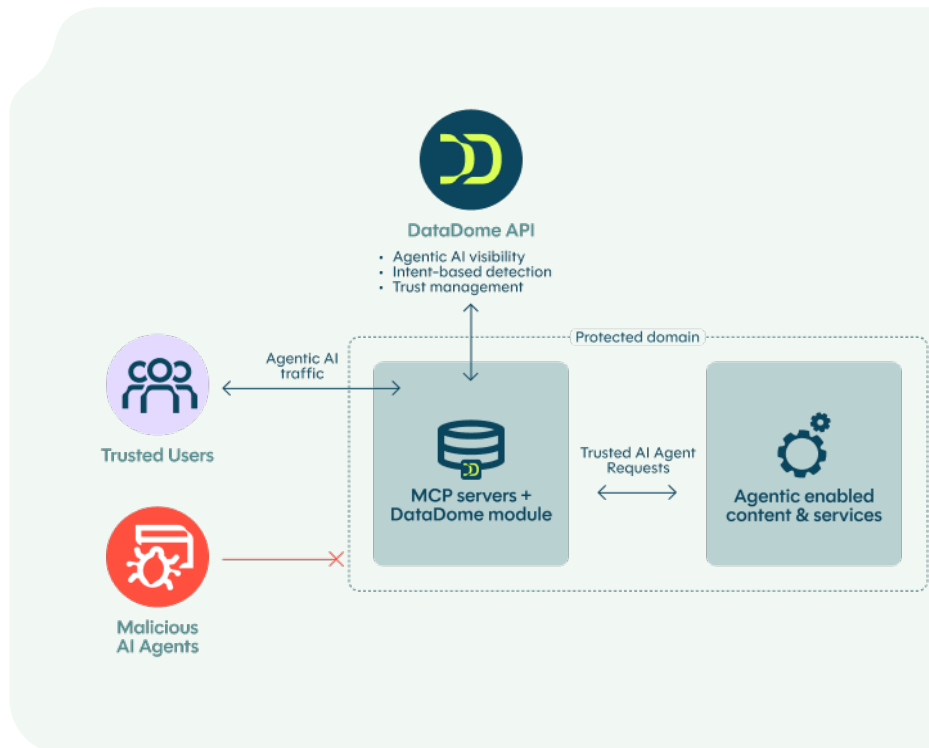 DataDome API
• Agentic AI visibility
• Intent-based detection
• Trust management
Protected domain
Agentic AI
traffic
Trusted Users
MCP servers +
DataDome module
Trusted AI Agent
Requests
Agentic enabled
content & services
Malicious
AI Agents